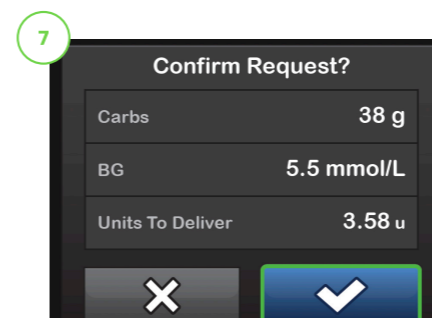 7
Confirm Request?
Carbs 38 g
BG 5.5 mmol/L
Units To Deliver 3.58 u